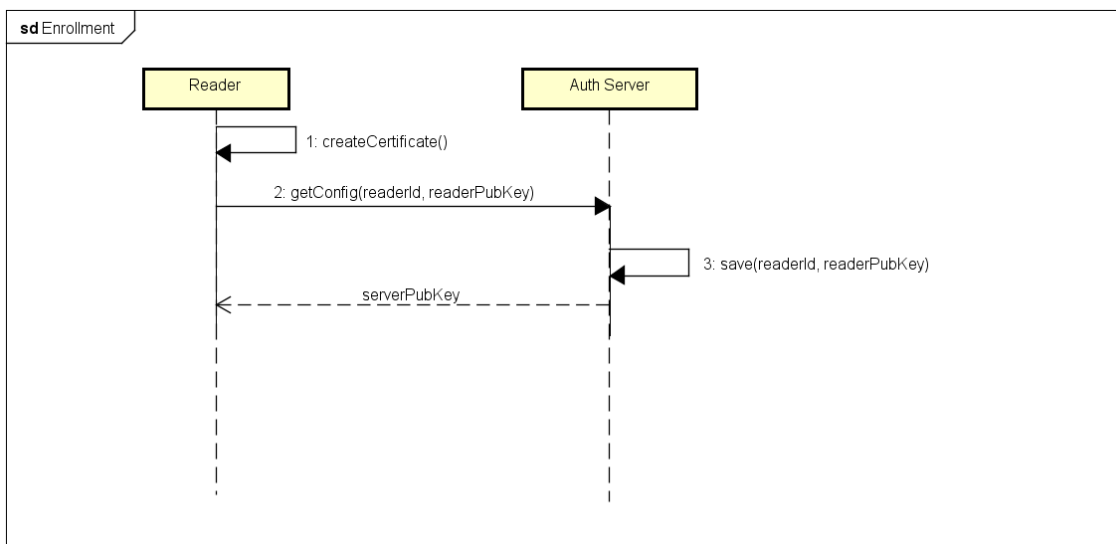 sd Enrollment
Reader
Auth Server
1: createCertificate()
2: getConfig(readerId, readerPubKey)
3: save(readerId, readerPubKey)
serverPubKey